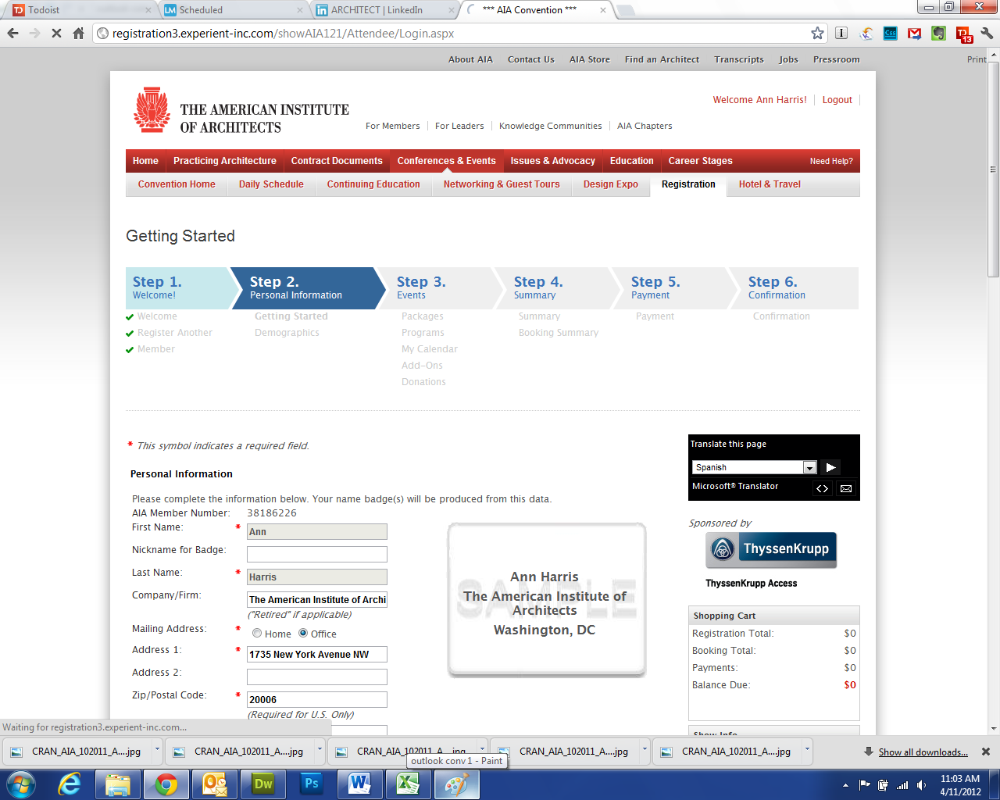 Todoist
Scheduled
ARCHITECT | LinkedIn
*** AIA Convention ***
registration3.experient-inc.com/showAIA121/Attendee/Login.aspx
About AIA
Contact Us
AIA Store
Find an Architect
Transcripts
Jobs
Pressroom
Print
THE AMERICAN INSTITUTE
OF ARCHITECTS
Welcome Ann Harris!
Logout
For Members
For Leaders
Knowledge Communities
AIA Chapters
Home
Practicing Architecture
Contract Documents
Conferences & Events
Issues & Advocacy
Education
Career Stages
Need Help?
Convention Home
Daily Schedule
Continuing Education
Networking & Guest Tours
Design Expo
Registration
Hotel & Travel
Getting Started
Step 1.
Welcome!
Step 2.
Personal Information
Step 3.
Events
Step 4.
Summary
Step 5.
Payment
Step 6.
Confirmation
Welcome
Register Another
Member
Getting Started
Demographics
Packages
Programs
My Calendar
Add-Ons
Donations
Summary
Booking Summary
Payment
Confirmation
* This symbol indicates a required field.
Personal Information
Please complete the information below. Your name badge(s) will be produced from this data.
AIA Member Number: 38186226
First Name: * Ann
Nickname for Badge:
Last Name: * Harris
Company/Firm: The American Institute of Archi
("Retired" if applicable)
Mailing Address: * Home Office
Address 1: * 1735 New York Avenue NW
Address 2:
Zip/Postal Code: * 20006
(Required for U.S. Only)
SAMPLE
Ann Harris
The American Institute of
Architects
Washington, DC
Translate this page
Spanish
Microsoft® Translator
Sponsored by
ThyssenKrupp
ThyssenKrupp Access
Shopping Cart
Registration Total: $0
Booking Total: $0
Payments: $0
Balance Due: $0
Show Info
Waiting for registration3.experient-inc.com...
CRAN_AIA_102011_A....jpg
CRAN_AIA_102011_A....jpg
CRAN_AIA_102011_A....jpg
CRAN_AIA_102011_A....jpg
CRAN_AIA_102011_A....jpg
Show all downloads...
outlook conv 1 - Paint
11:03 AM
4/11/2012